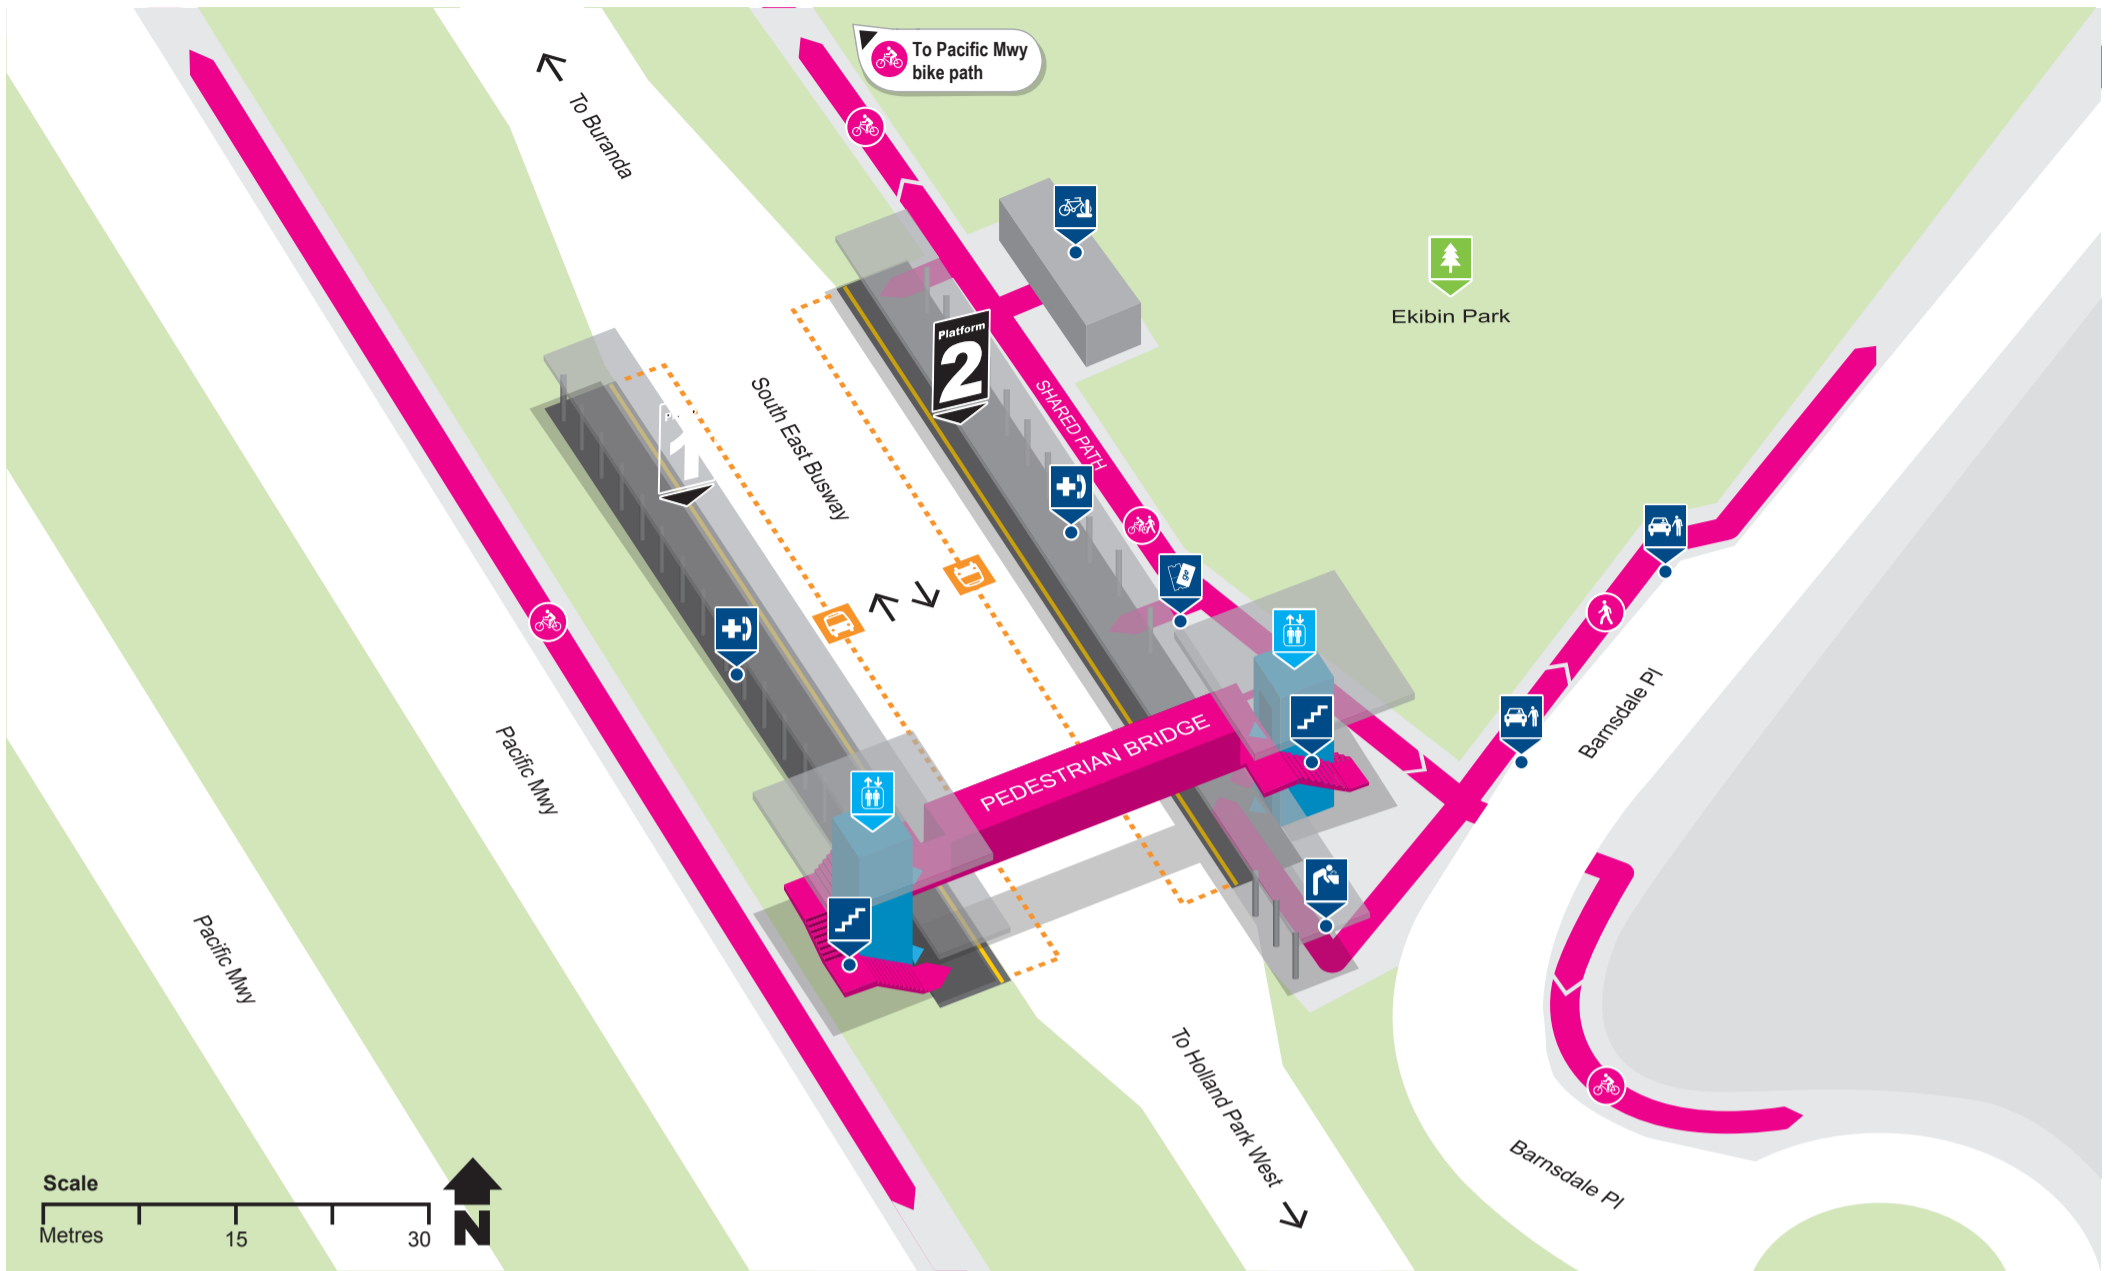 To Pacific Mwy
bike path
To Buranda
Ekibin Park
Platform
2
1
South East Busway
SHARED PATH
PEDESTRIAN BRIDGE
Barnsdale Pl
Pacific Mwy
Pacific Mwy
To Holland Park West
Barnsdale Pl
Scale
Metres
15
30
N